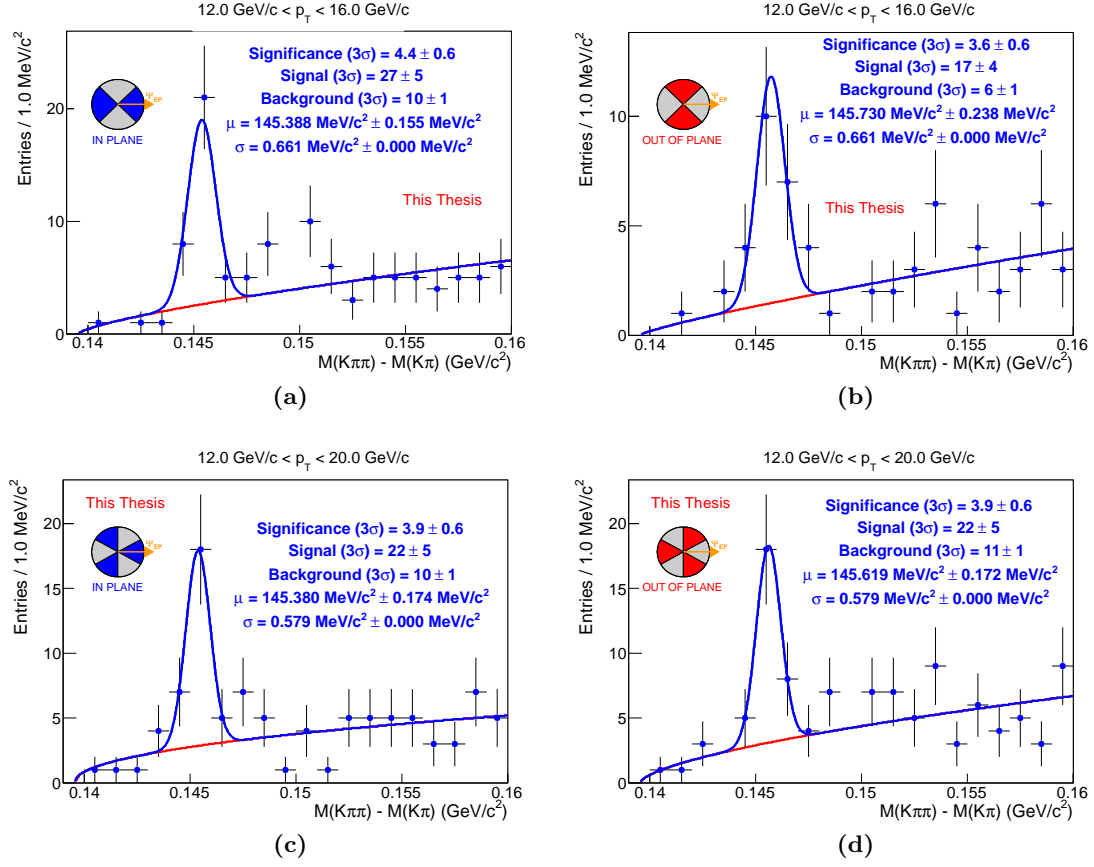 12.0 GeV/c < p_T < 16.0 GeV/c
Entries / 1.0 MeV/c²
Significance (3σ) = 4.4 ± 0.6
Signal (3σ) = 27 ± 5
Background (3σ) = 10 ± 1
μ = 145.388 MeV/c² ± 0.155 MeV/c²
σ = 0.661 MeV/c² ± 0.000 MeV/c²
Ψ_EP
IN PLANE
This Thesis
20
10
0
0.14 0.145 0.15 0.155 0.16
M(Kππ) - M(Kπ) (GeV/c²)
(a)
12.0 GeV/c < p_T < 16.0 GeV/c
Entries / 1.0 MeV/c²
Significance (3σ) = 3.6 ± 0.6
Signal (3σ) = 17 ± 4
Background (3σ) = 6 ± 1
μ = 145.730 MeV/c² ± 0.238 MeV/c²
σ = 0.661 MeV/c² ± 0.000 MeV/c²
Ψ_EP
OUT OF PLANE
This Thesis
10
5
0
0.14 0.145 0.15 0.155 0.16
M(Kππ) - M(Kπ) (GeV/c²)
(b)
12.0 GeV/c < p_T < 20.0 GeV/c
Entries / 1.0 MeV/c²
This Thesis
Significance (3σ) = 3.9 ± 0.6
Signal (3σ) = 22 ± 5
Background (3σ) = 10 ± 1
μ = 145.380 MeV/c² ± 0.174 MeV/c²
σ = 0.579 MeV/c² ± 0.000 MeV/c²
Ψ_EP
IN PLANE
20
15
10
5
0
0.14 0.145 0.15 0.155 0.16
M(Kππ) - M(Kπ) (GeV/c²)
(c)
12.0 GeV/c < p_T < 20.0 GeV/c
Entries / 1.0 MeV/c²
This Thesis
Significance (3σ) = 3.9 ± 0.6
Signal (3σ) = 22 ± 5
Background (3σ) = 11 ± 1
μ = 145.619 MeV/c² ± 0.172 MeV/c²
σ = 0.579 MeV/c² ± 0.000 MeV/c²
Ψ_EP
OUT OF PLANE
20
15
10
5
0
0.14 0.145 0.15 0.155 0.16
M(Kππ) - M(Kπ) (GeV/c²)
(d)